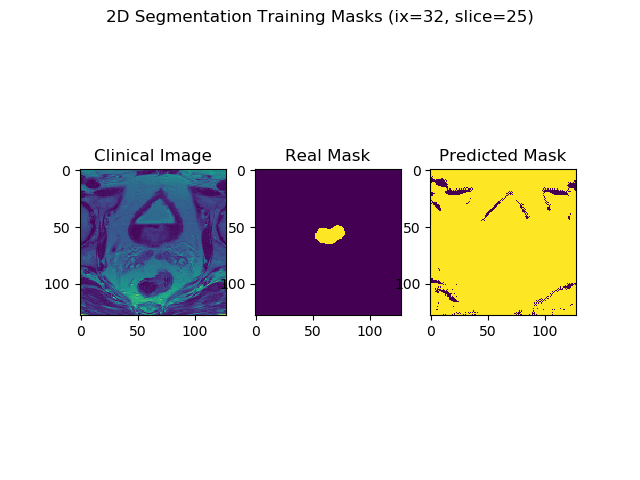 2D Segmentation Training Masks (ix=32, slice=25)
Clinical Image Real Mask Predicted Mask
0 0 0
50 50 50
100 100 100
0 50 100 0 50 100 0 50 100